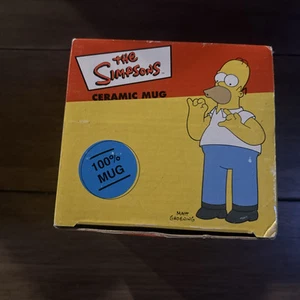 THE
SIMPSONS
CERAMIC MUG
100%
MUG
MATT
GROENING